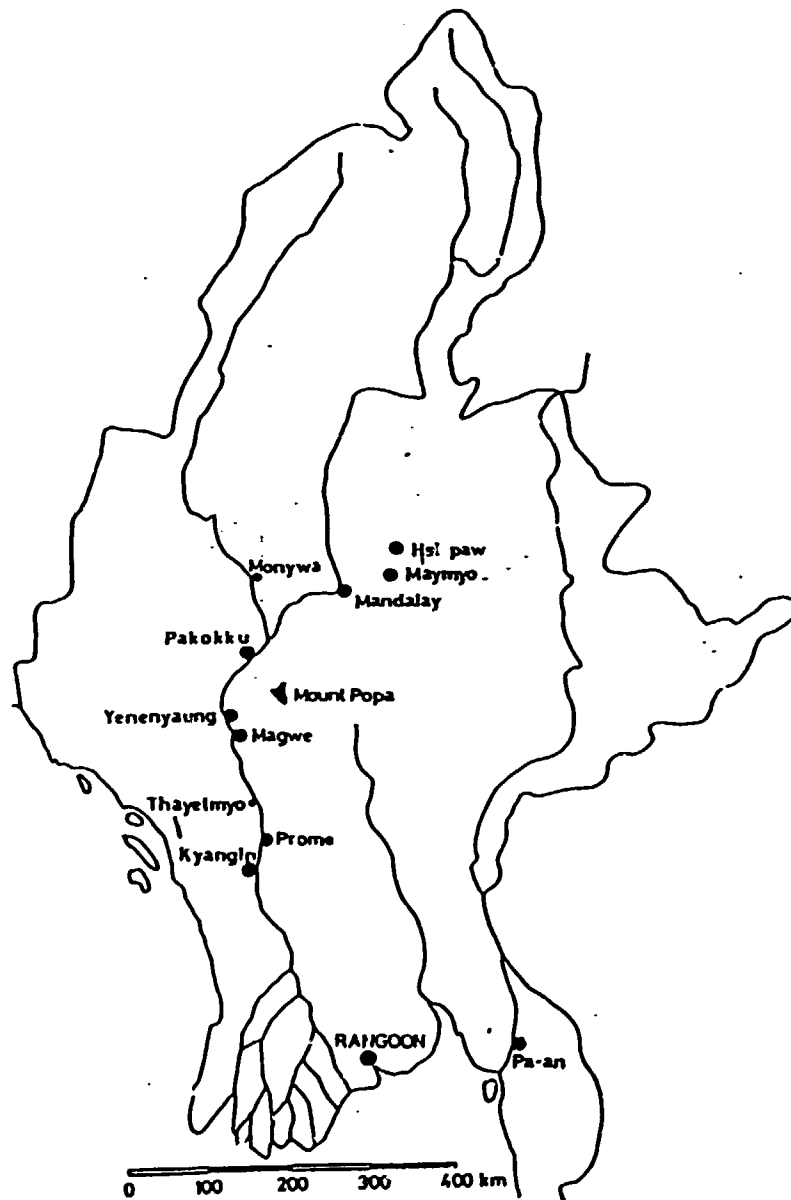 Hsi paw
Monywa
Maymyo
Mandalay
Pakokku
Mount Popa
Yenenyaung
Magwe
Thayetmyo
Prome
Kyangin
RANGOON
Pa-an
0 100 200 300 400 km